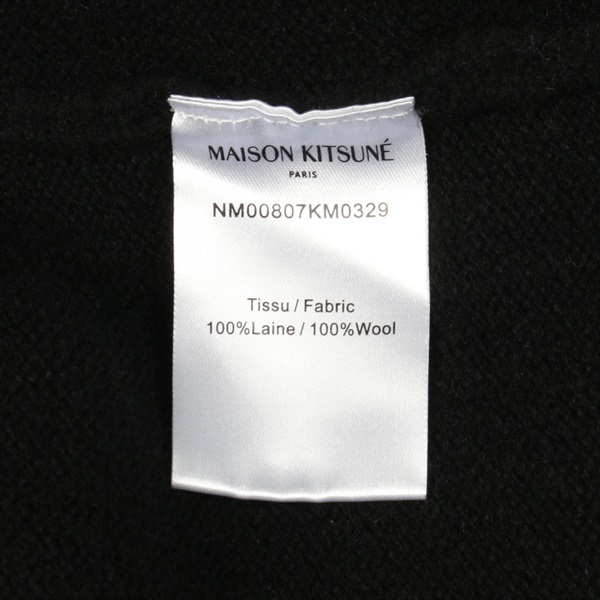 MAISON KITSUNÉ
PARIS
NM00807KM0329
Tissu / Fabric
100%Laine / 100%Wool